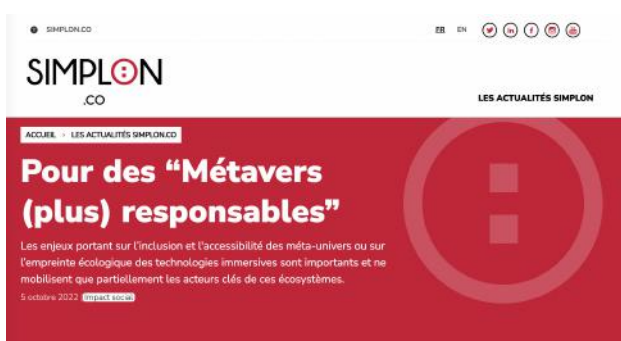 SIMPLON.CO
FR EN
SIMPLON
.CO
LES ACTUALITÉS SIMPLON
ACCUEIL > LES ACTUALITÉS SIMPLON.CO
Pour des “Métavers
(plus) responsables”
Les enjeux portant sur l'inclusion et l'accessibilité des méta-univers ou sur
l'empreinte écologique des technologies immersives sont importants et ne
mobilisent que partiellement les acteurs clés de ces écosystèmes.
5 octobre 2022 Impact social